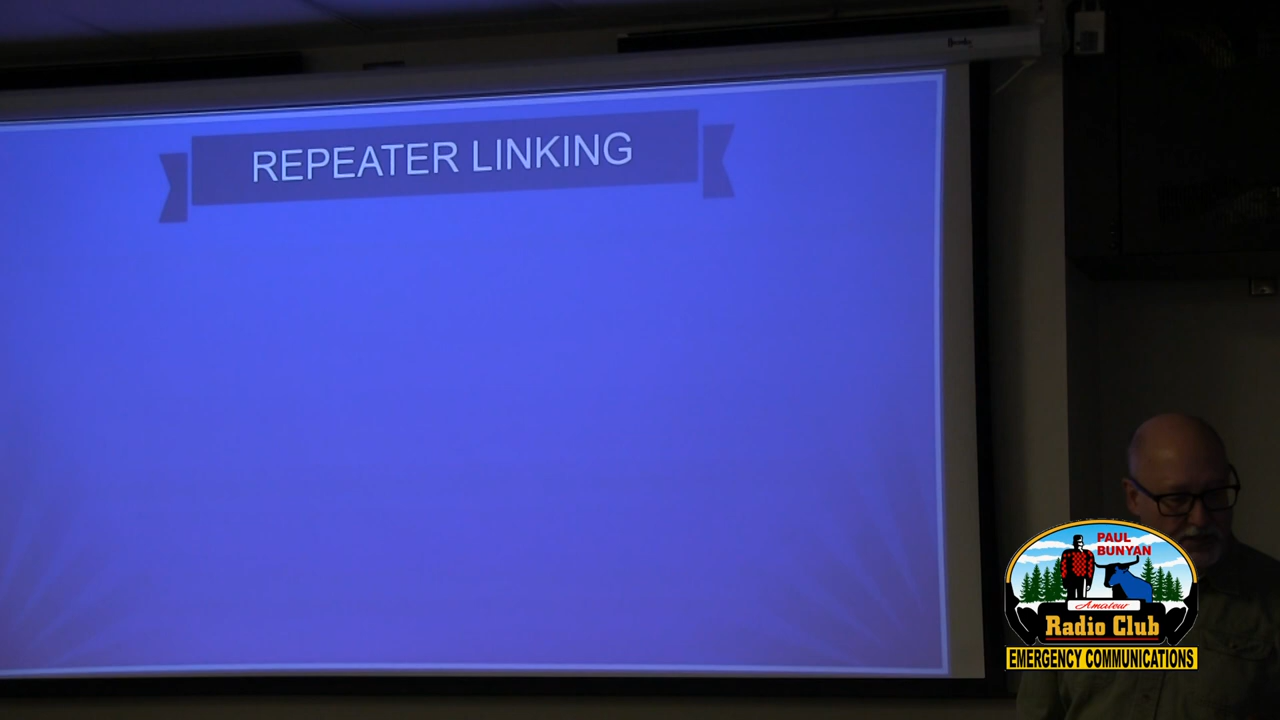 REPEATER LINKING
PAUL
BUNYAN
Amateur
Radio Club
EMERGENCY COMMUNICATIONS